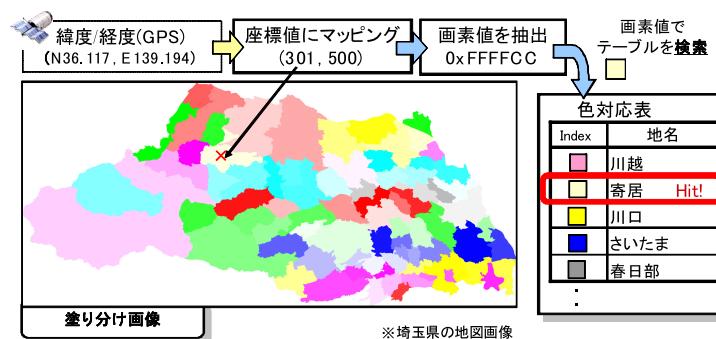 緯度/経度(GPS)
(N36.117, E139.194)
座標値にマッピング
(301, 500)
画素値を抽出
0xFFFFCC
画素値で
テーブルを検索
色対応表
Index 地名
川越
寄居 Hit!
川口
さいたま
春日部
:
塗り分け画像
※埼玉県の地図画像